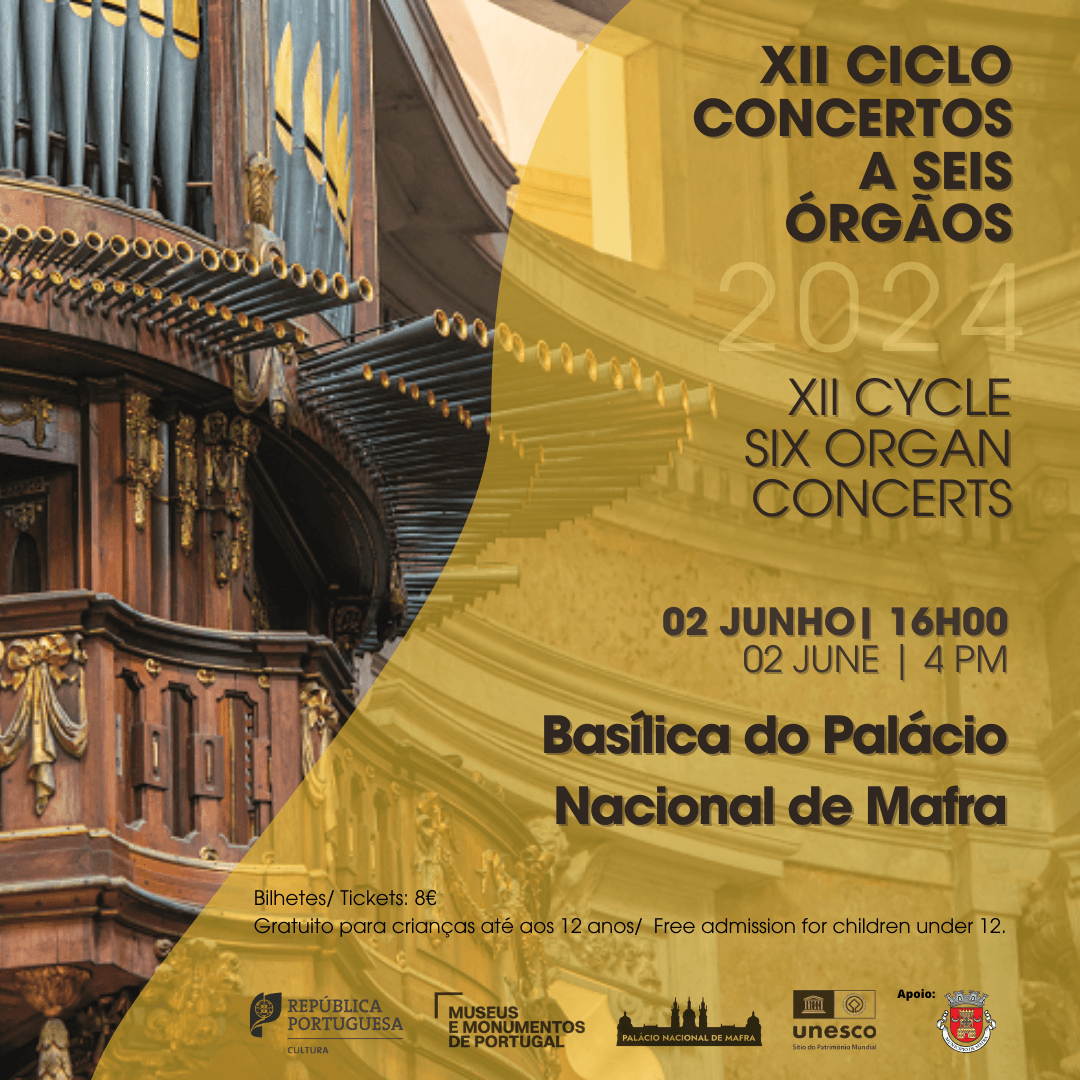 XII CICLO
CONCERTOS
A SEIS
ÓRGÃOS
2024
XII CYCLE
SIX ORGAN
CONCERTS
02 JUNHO| 16H00
02 JUNE | 4 PM
Basílica do Palácio
Nacional de Mafra
Bilhetes/ Tickets: 8€
Gratuito para crianças até aos 12 anos/ Free admission for children under 12.
REPÚBLICA
PORTUGUESA
CULTURA
MUSEUS
E MONUMENTOS
DE PORTUGAL
PALÁCIO NACIONAL DE MAFRA
unesco
Sítio do Património Mundial
Apoio: